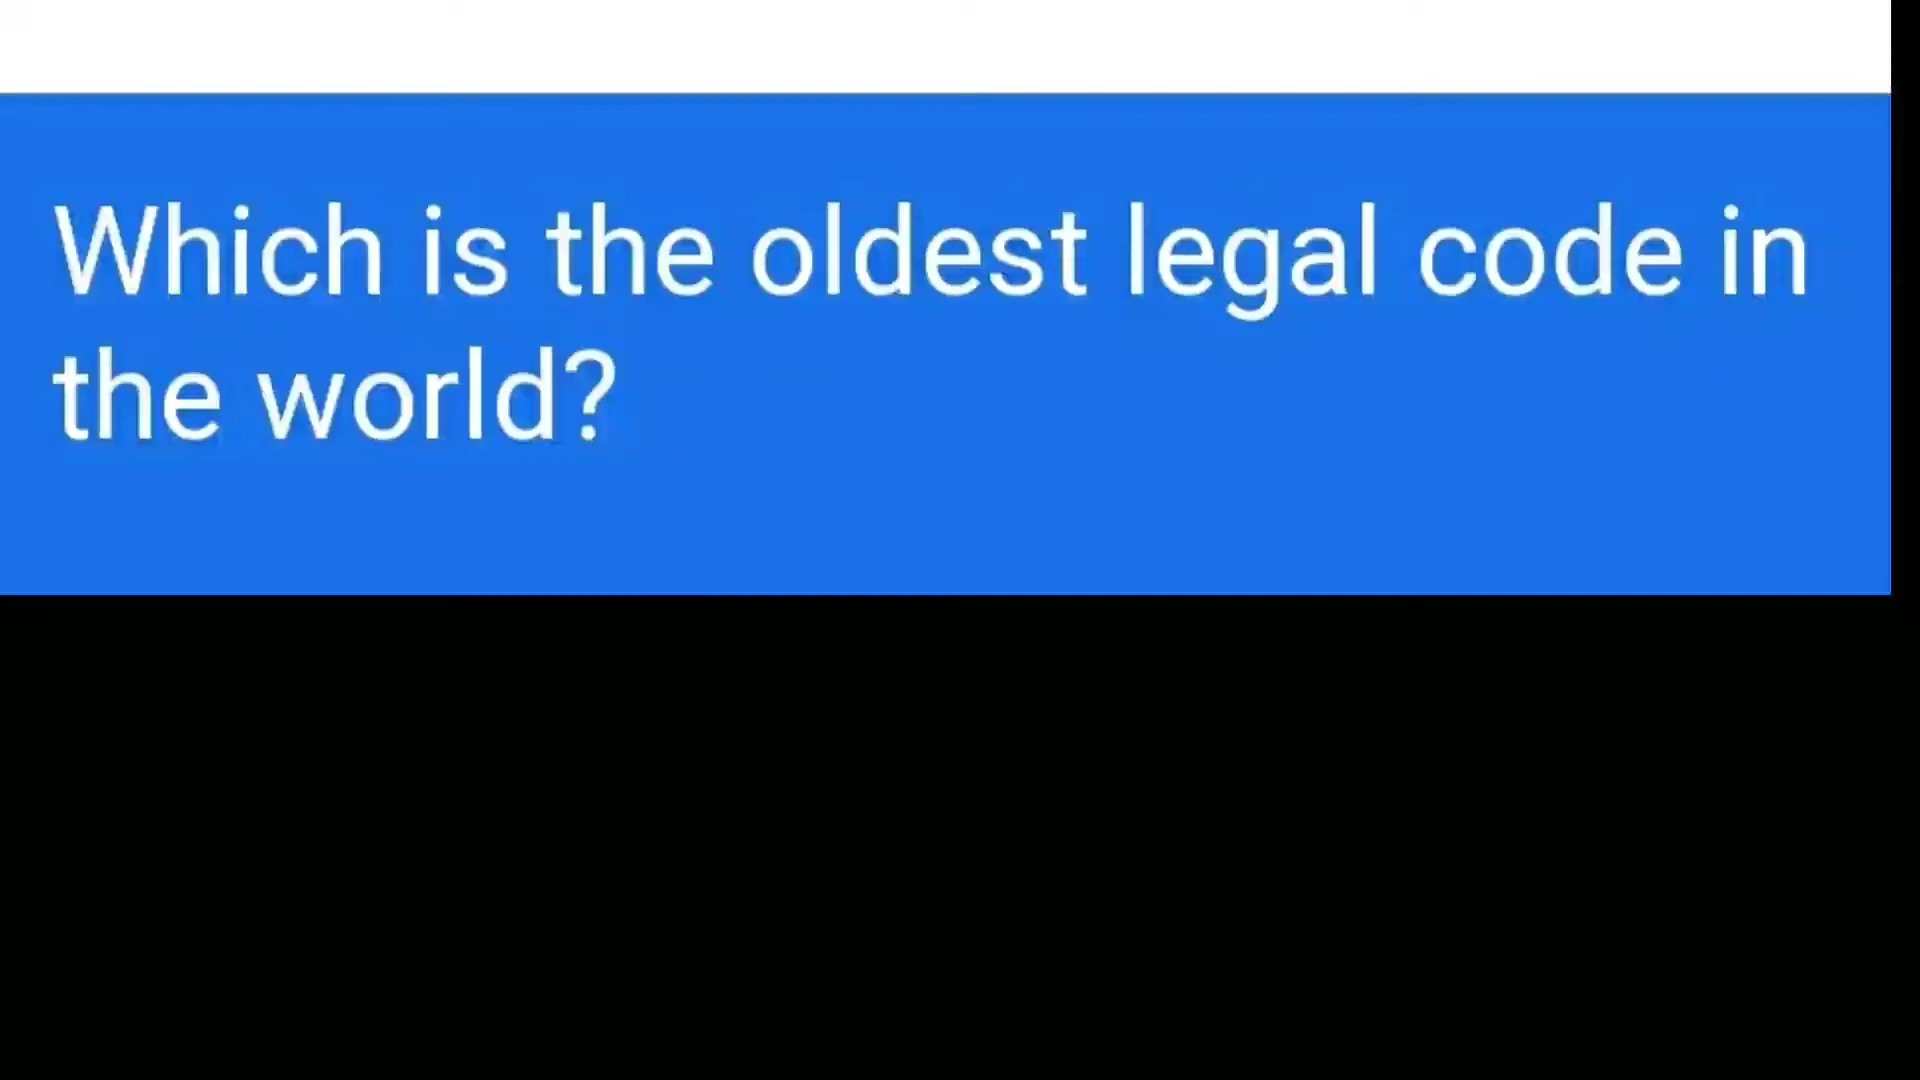 Which is the oldest legal code in
the world?